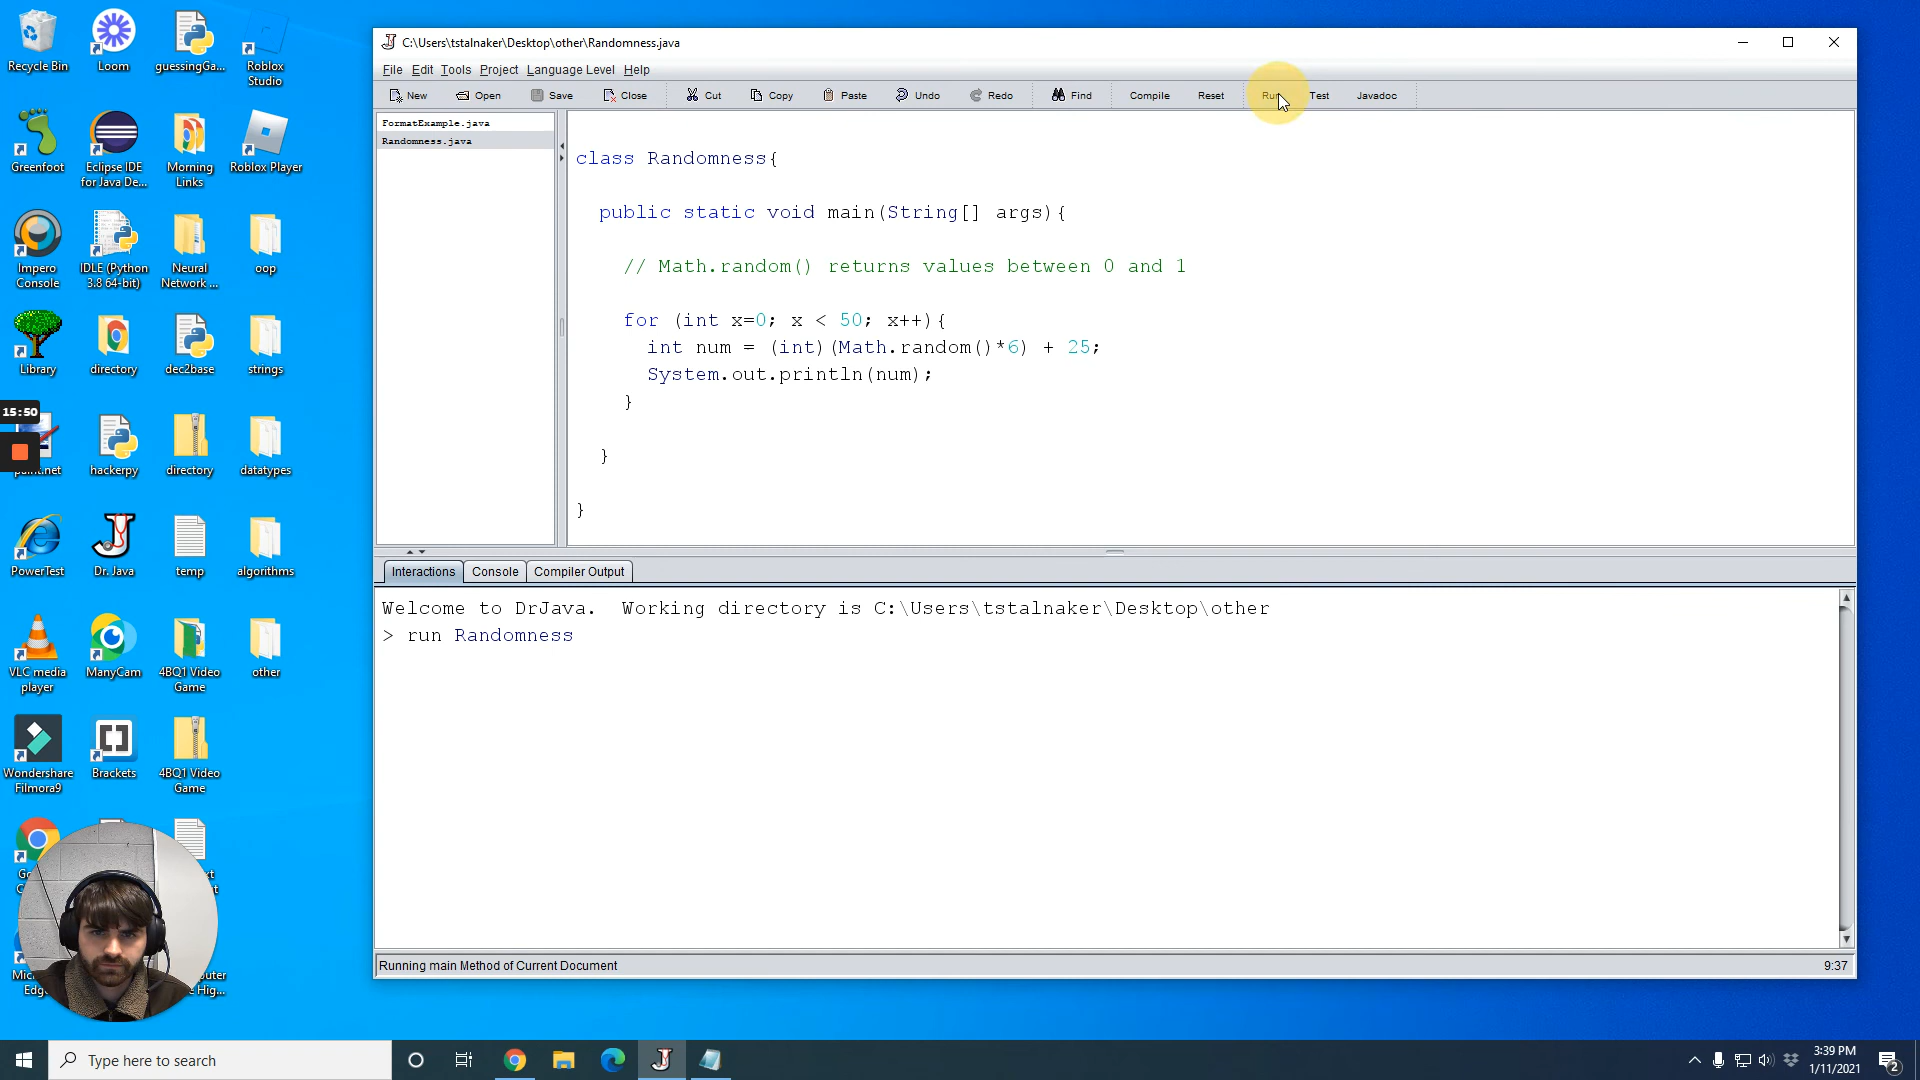 Recycle Bin
Loom
guessingGa...
Roblox Studio
Greenfoot
Eclipse IDE for Java De...
Morning Links
Roblox Player
Impero Console
IDLE (Python 3.8 64-bit)
Neural Network ...
oop
Library
directory
dec2base
strings
15:50
hackerpy
directory
datatypes
PowerTest
Dr. Java
temp
algorithms
VLC media player
ManyCam
4BQ1 Video Game
other
Wondershare Filmora9
Brackets
4BQ1 Video Game
C:\Users\tstalnaker\Desktop\other\Randomness.java
File Edit Tools Project Language Level Help
New Open Save Close Cut Copy Paste Undo Redo Find Compile Reset Run Test Javadoc
FormatExample.java
Randomness.java
class Randomness{
public static void main(String[] args){
// Math.random() returns values between 0 and 1
for (int x=0; x < 50; x++){
int num = (int)(Math.random()*6) + 25;
System.out.println(num);
}
}
}
Interactions Console Compiler Output
Welcome to DrJava. Working directory is C:\Users\tstalnaker\Desktop\other
> run Randomness
Running main Method of Current Document
9:37
Type here to search
3:39 PM
1/11/2021
2